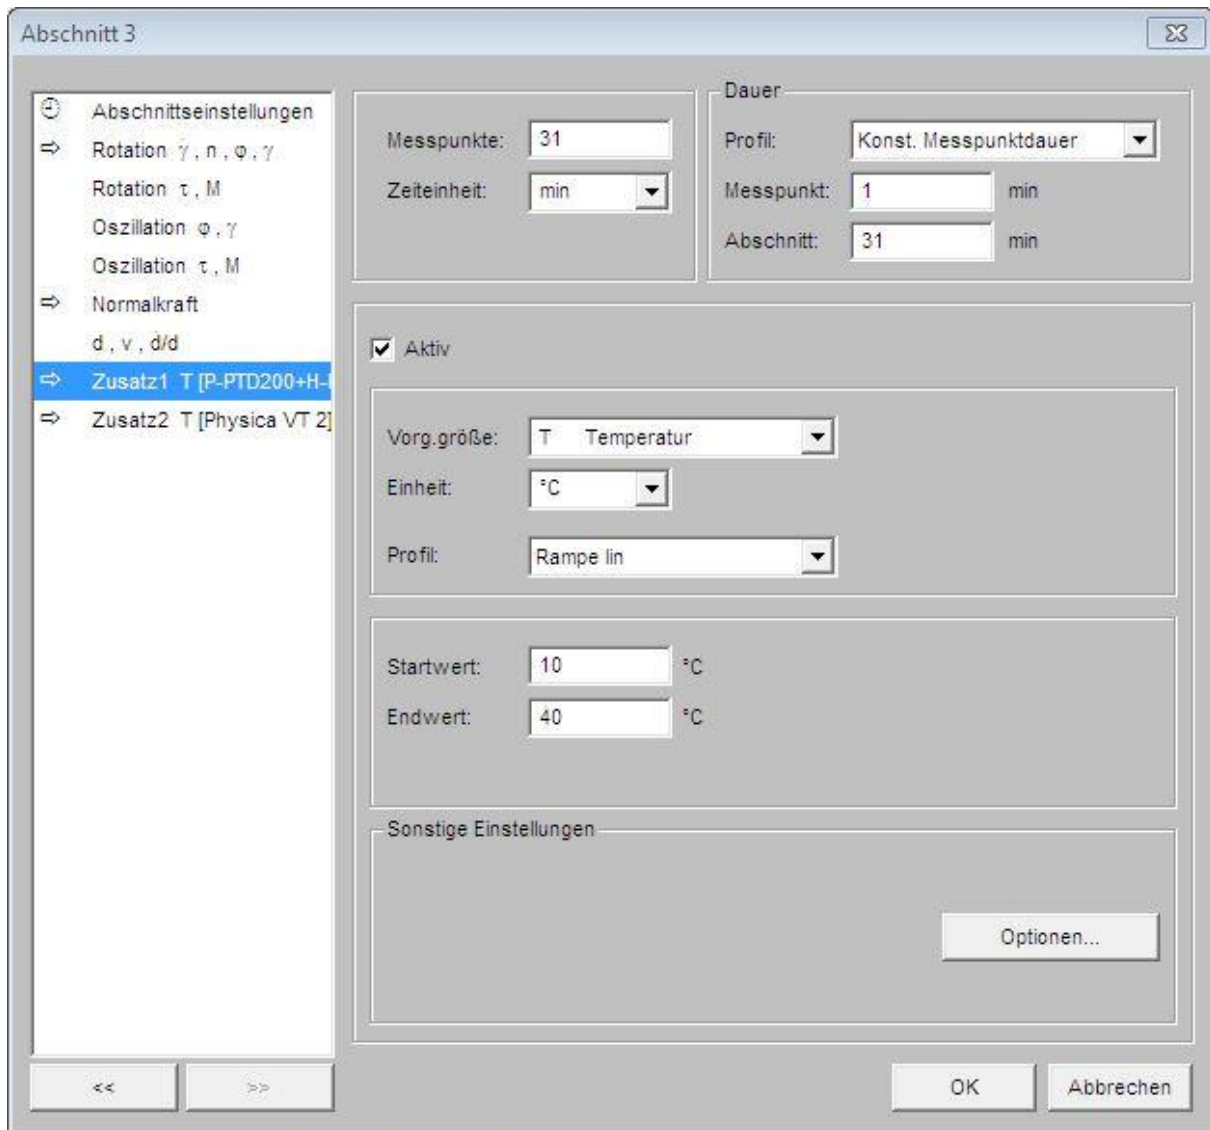 Abschnitt 3
Abschnittseinstellungen
Rotation γ̇ , n , φ , γ
Rotation τ , M
Oszillation φ , γ
Oszillation τ , M
Normalkraft
d , v , ḋ/d
Zusatz1 T [P-PTD200+H-
Zusatz2 T [Physica VT 2]
<<
>>
Messpunkte: 31
Zeiteinheit: min
Dauer
Profil: Konst. Messpunktdauer
Messpunkt: 1 min
Abschnitt: 31 min
Aktiv
Vorg.größe: T Temperatur
Einheit: °C
Profil: Rampe lin
Startwert: 10 °C
Endwert: 40 °C
Sonstige Einstellungen
Optionen...
OK
Abbrechen